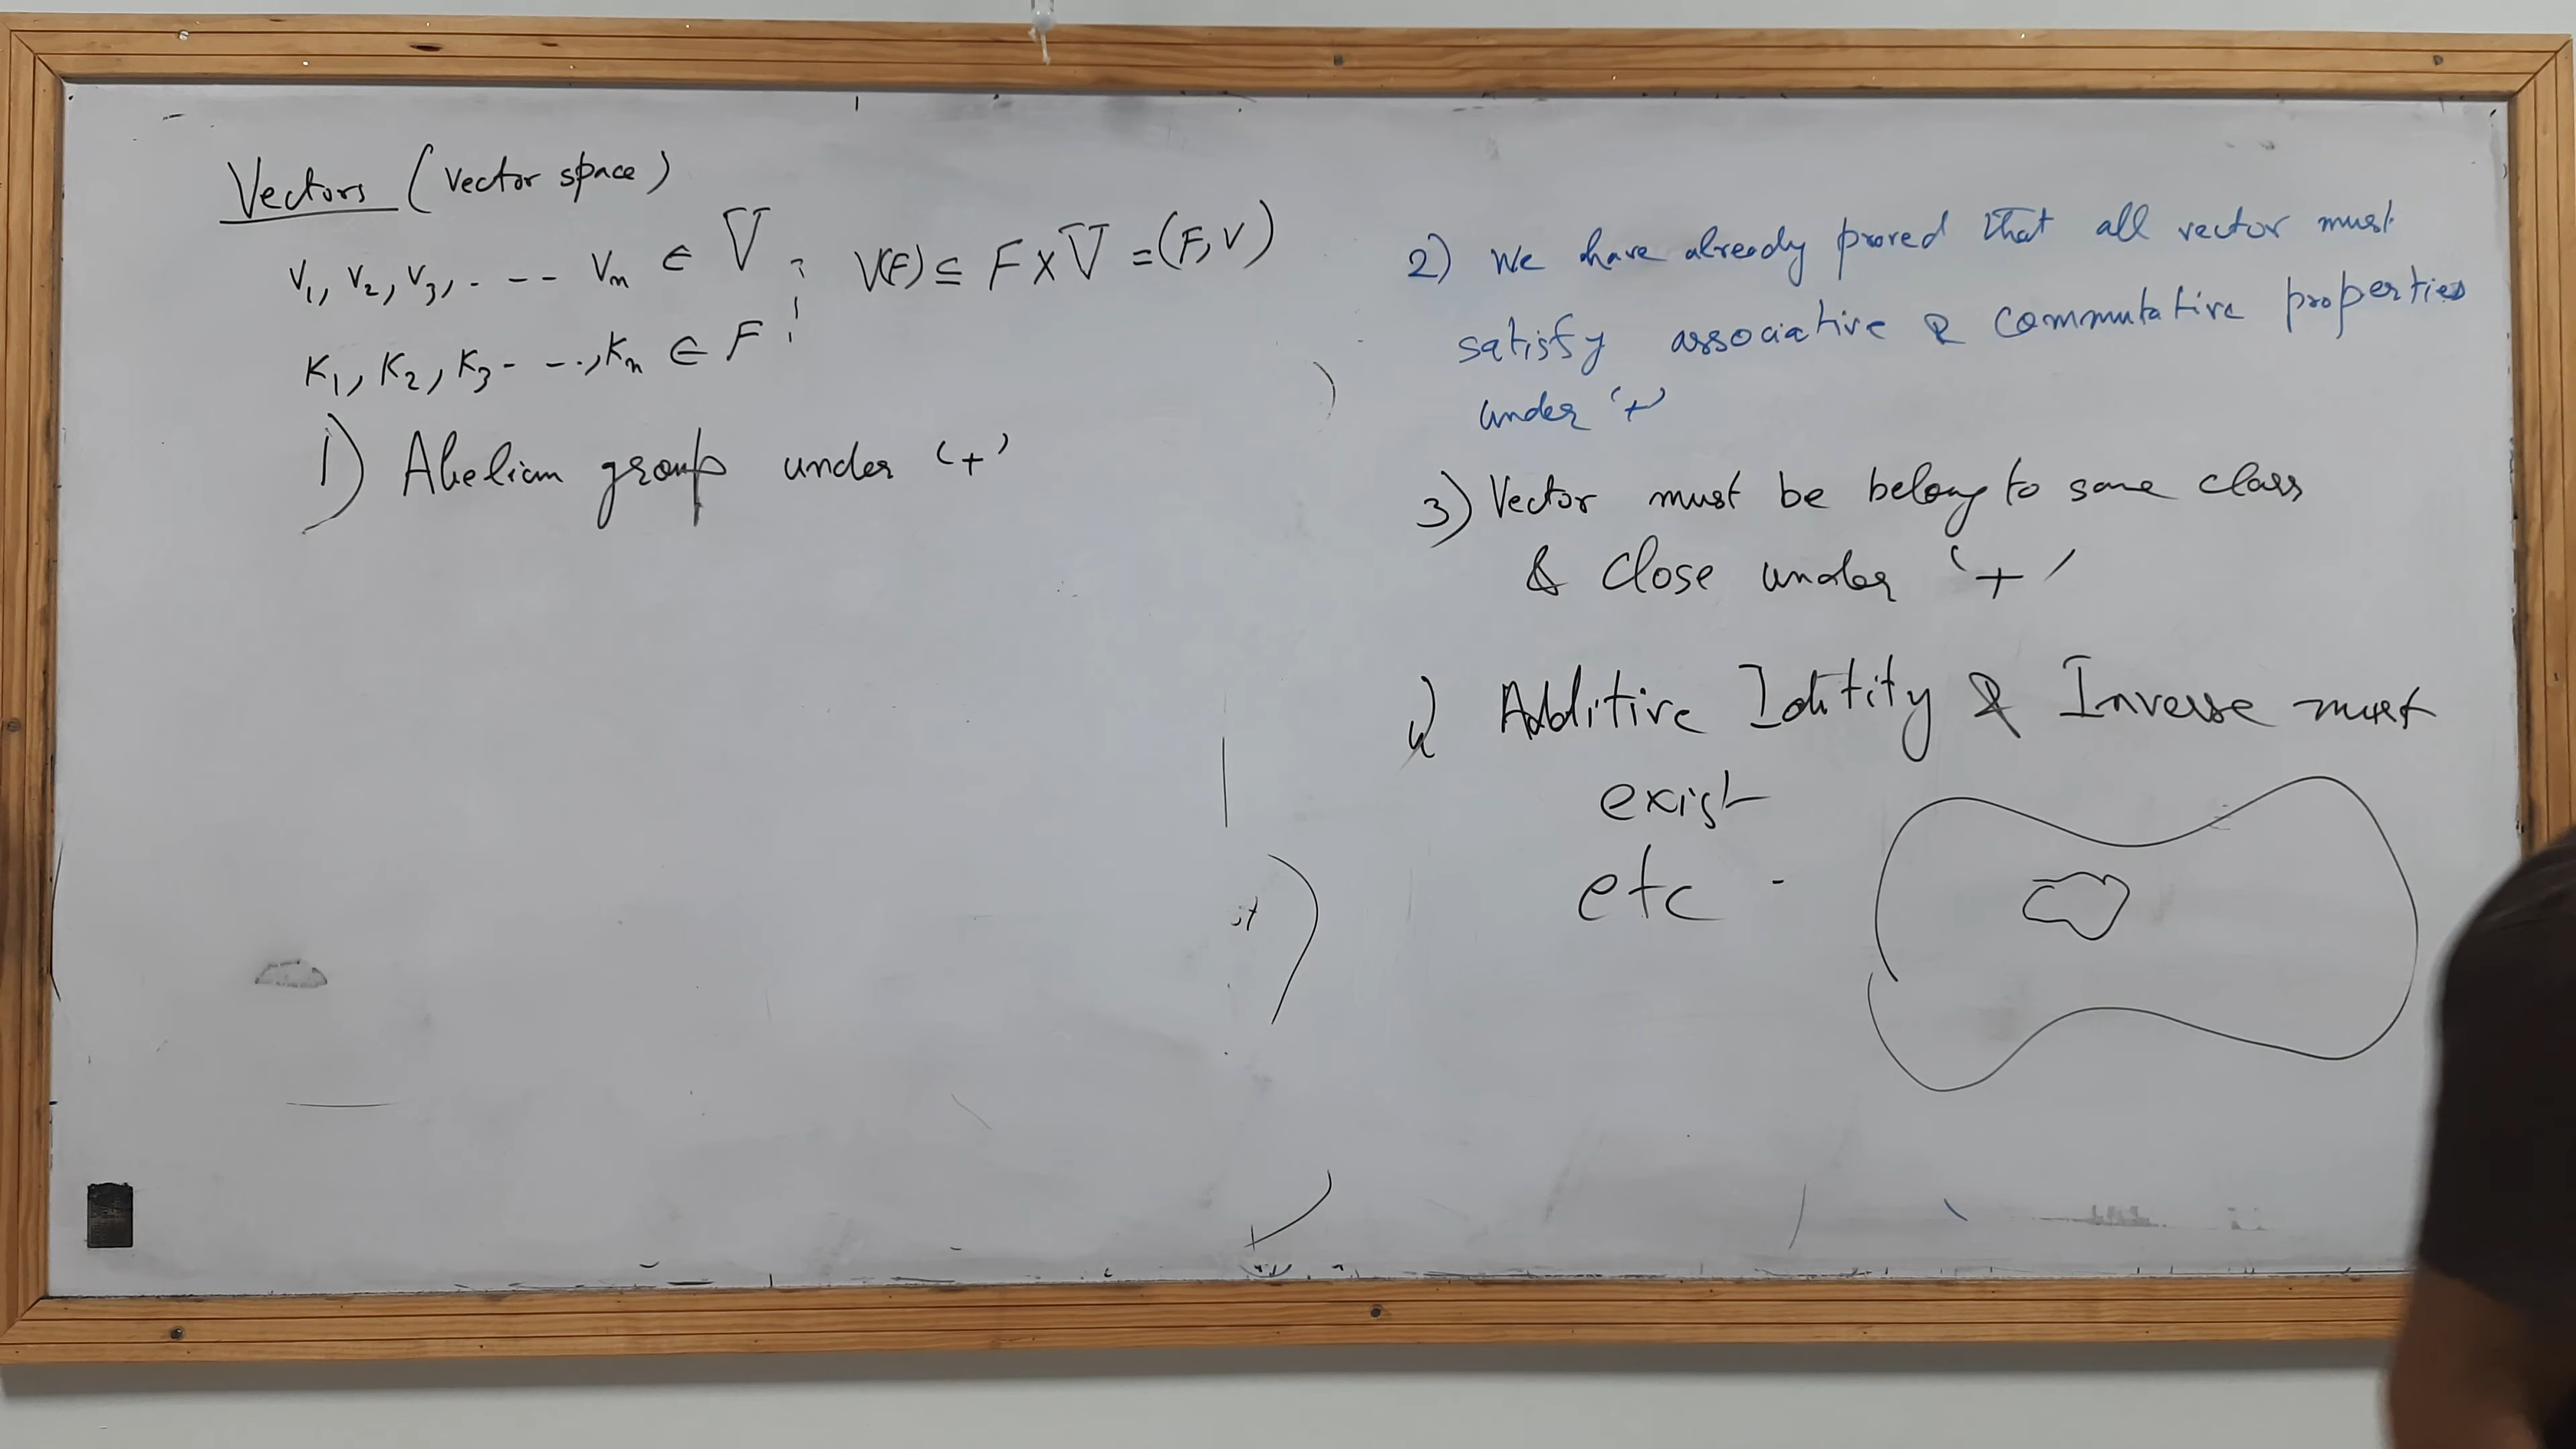 Vectors (vector space)
V1, V2, V3, . -- Vn ∈ V ; V(F) ⊆ F X V = (F, V)
K1, K2, K3 - -.., Kn ∈ F
1) Abelian group under '+'
2) We have already proved that all vector must
satisfy associative & commutative properties
under '+'
3) Vector must be belong to same class
& Close under '+'
4) Additive Idtity & Inverse must
exist
etc -